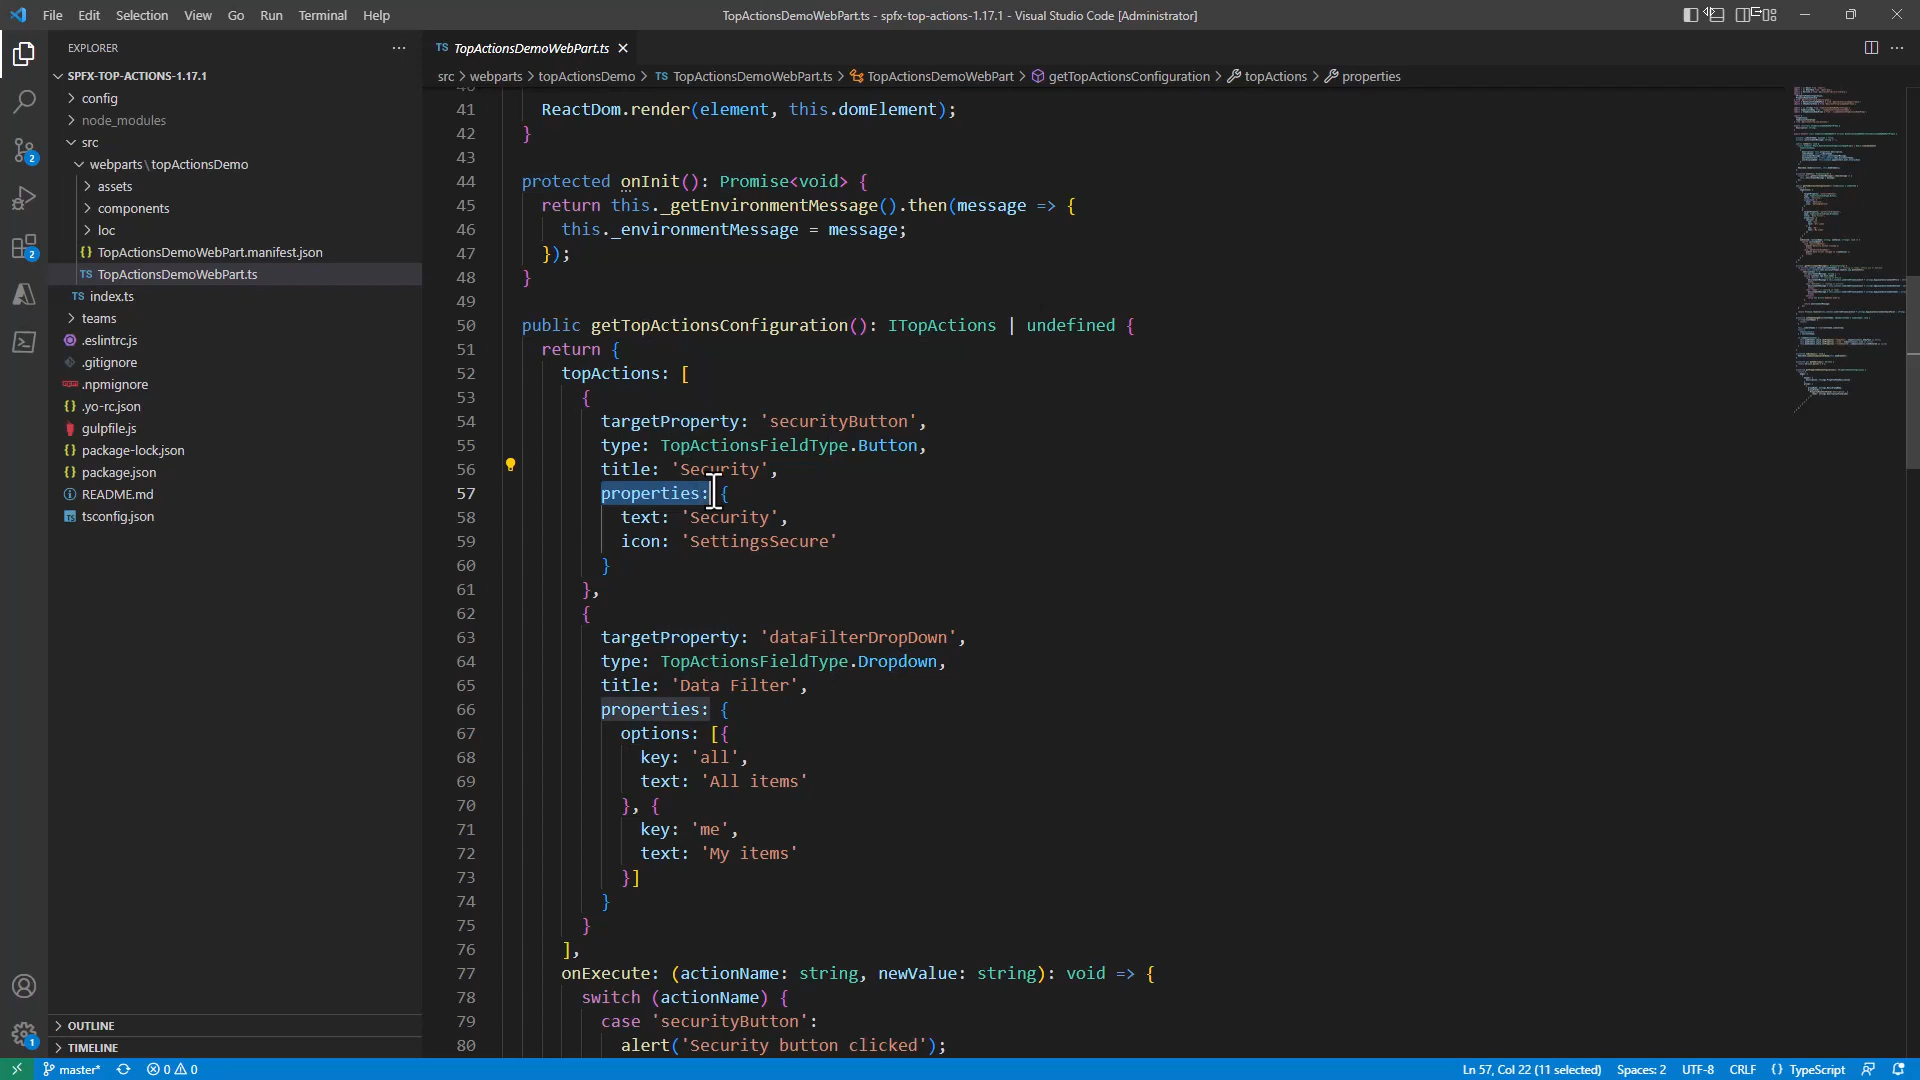 File Edit Selection View Go Run Terminal Help
TopActionsDemoWebPart.ts - spfx-top-actions-1.17.1 - Visual Studio Code [Administrator]
EXPLORER
SPFX-TOP-ACTIONS-1.17.1
config
node_modules
src
webparts\topActionsDemo
assets
components
loc
{} TopActionsDemoWebPart.manifest.json
TS TopActionsDemoWebPart.ts
TS index.ts
teams
.eslintrc.js
.gitignore
.npmignore
{} .yo-rc.json
gulpfile.js
{} package-lock.json
{} package.json
README.md
tsconfig.json
OUTLINE
TIMELINE
2
2
1
TS TopActionsDemoWebPart.ts
src > webparts > topActionsDemo > TS TopActionsDemoWebPart.ts > TopActionsDemoWebPart > getTopActionsConfiguration > topActions > properties
41 ReactDom.render(element, this.domElement);
42 }
43
44 protected onInit(): Promise<void> {
45 return this._getEnvironmentMessage().then(message => {
46 this._environmentMessage = message;
47 });
48 }
49
50 public getTopActionsConfiguration(): ITopActions | undefined {
51 return {
52 topActions: [
53 {
54 targetProperty: 'securityButton',
55 type: TopActionsFieldType.Button,
56 title: 'Security',
57 properties: {
58 text: 'Security',
59 icon: 'SettingsSecure'
60 }
61 },
62 {
63 targetProperty: 'dataFilterDropDown',
64 type: TopActionsFieldType.Dropdown,
65 title: 'Data Filter',
66 properties: {
67 options: [{
68 key: 'all',
69 text: 'All items'
70 }, {
71 key: 'me',
72 text: 'My items'
73 }]
74 }
75 }
76 ],
77 onExecute: (actionName: string, newValue: string): void => {
78 switch (actionName) {
79 case 'securityButton':
80 alert('Security button clicked');
master* 0 0 Ln 57, Col 22 (11 selected) Spaces: 2 UTF-8 CRLF {} TypeScript